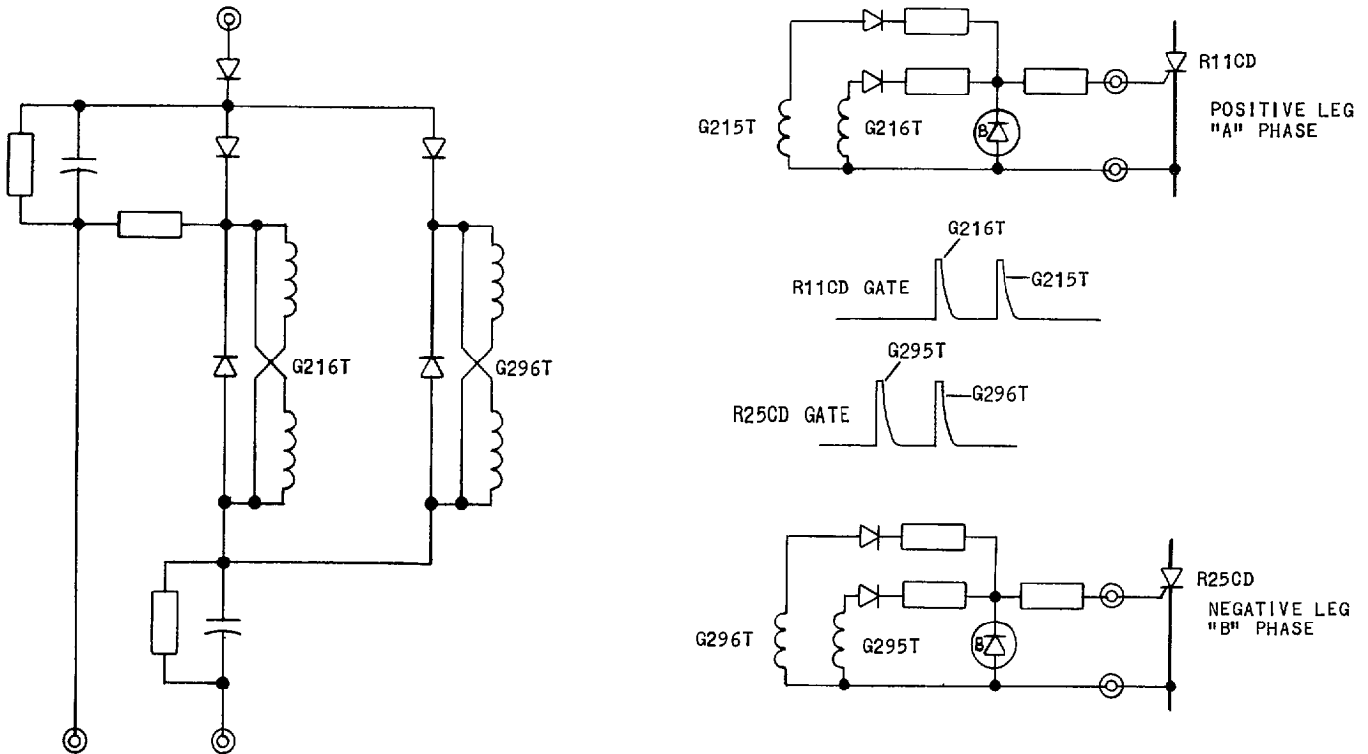 G216T
G296T
R11CD
POSITIVE LEG
"A" PHASE
G215T
G216T
B
G216T
G215T
R11CD GATE
G295T
G296T
R25CD GATE
R25CD
NEGATIVE LEG
"B" PHASE
G296T
G295T
B